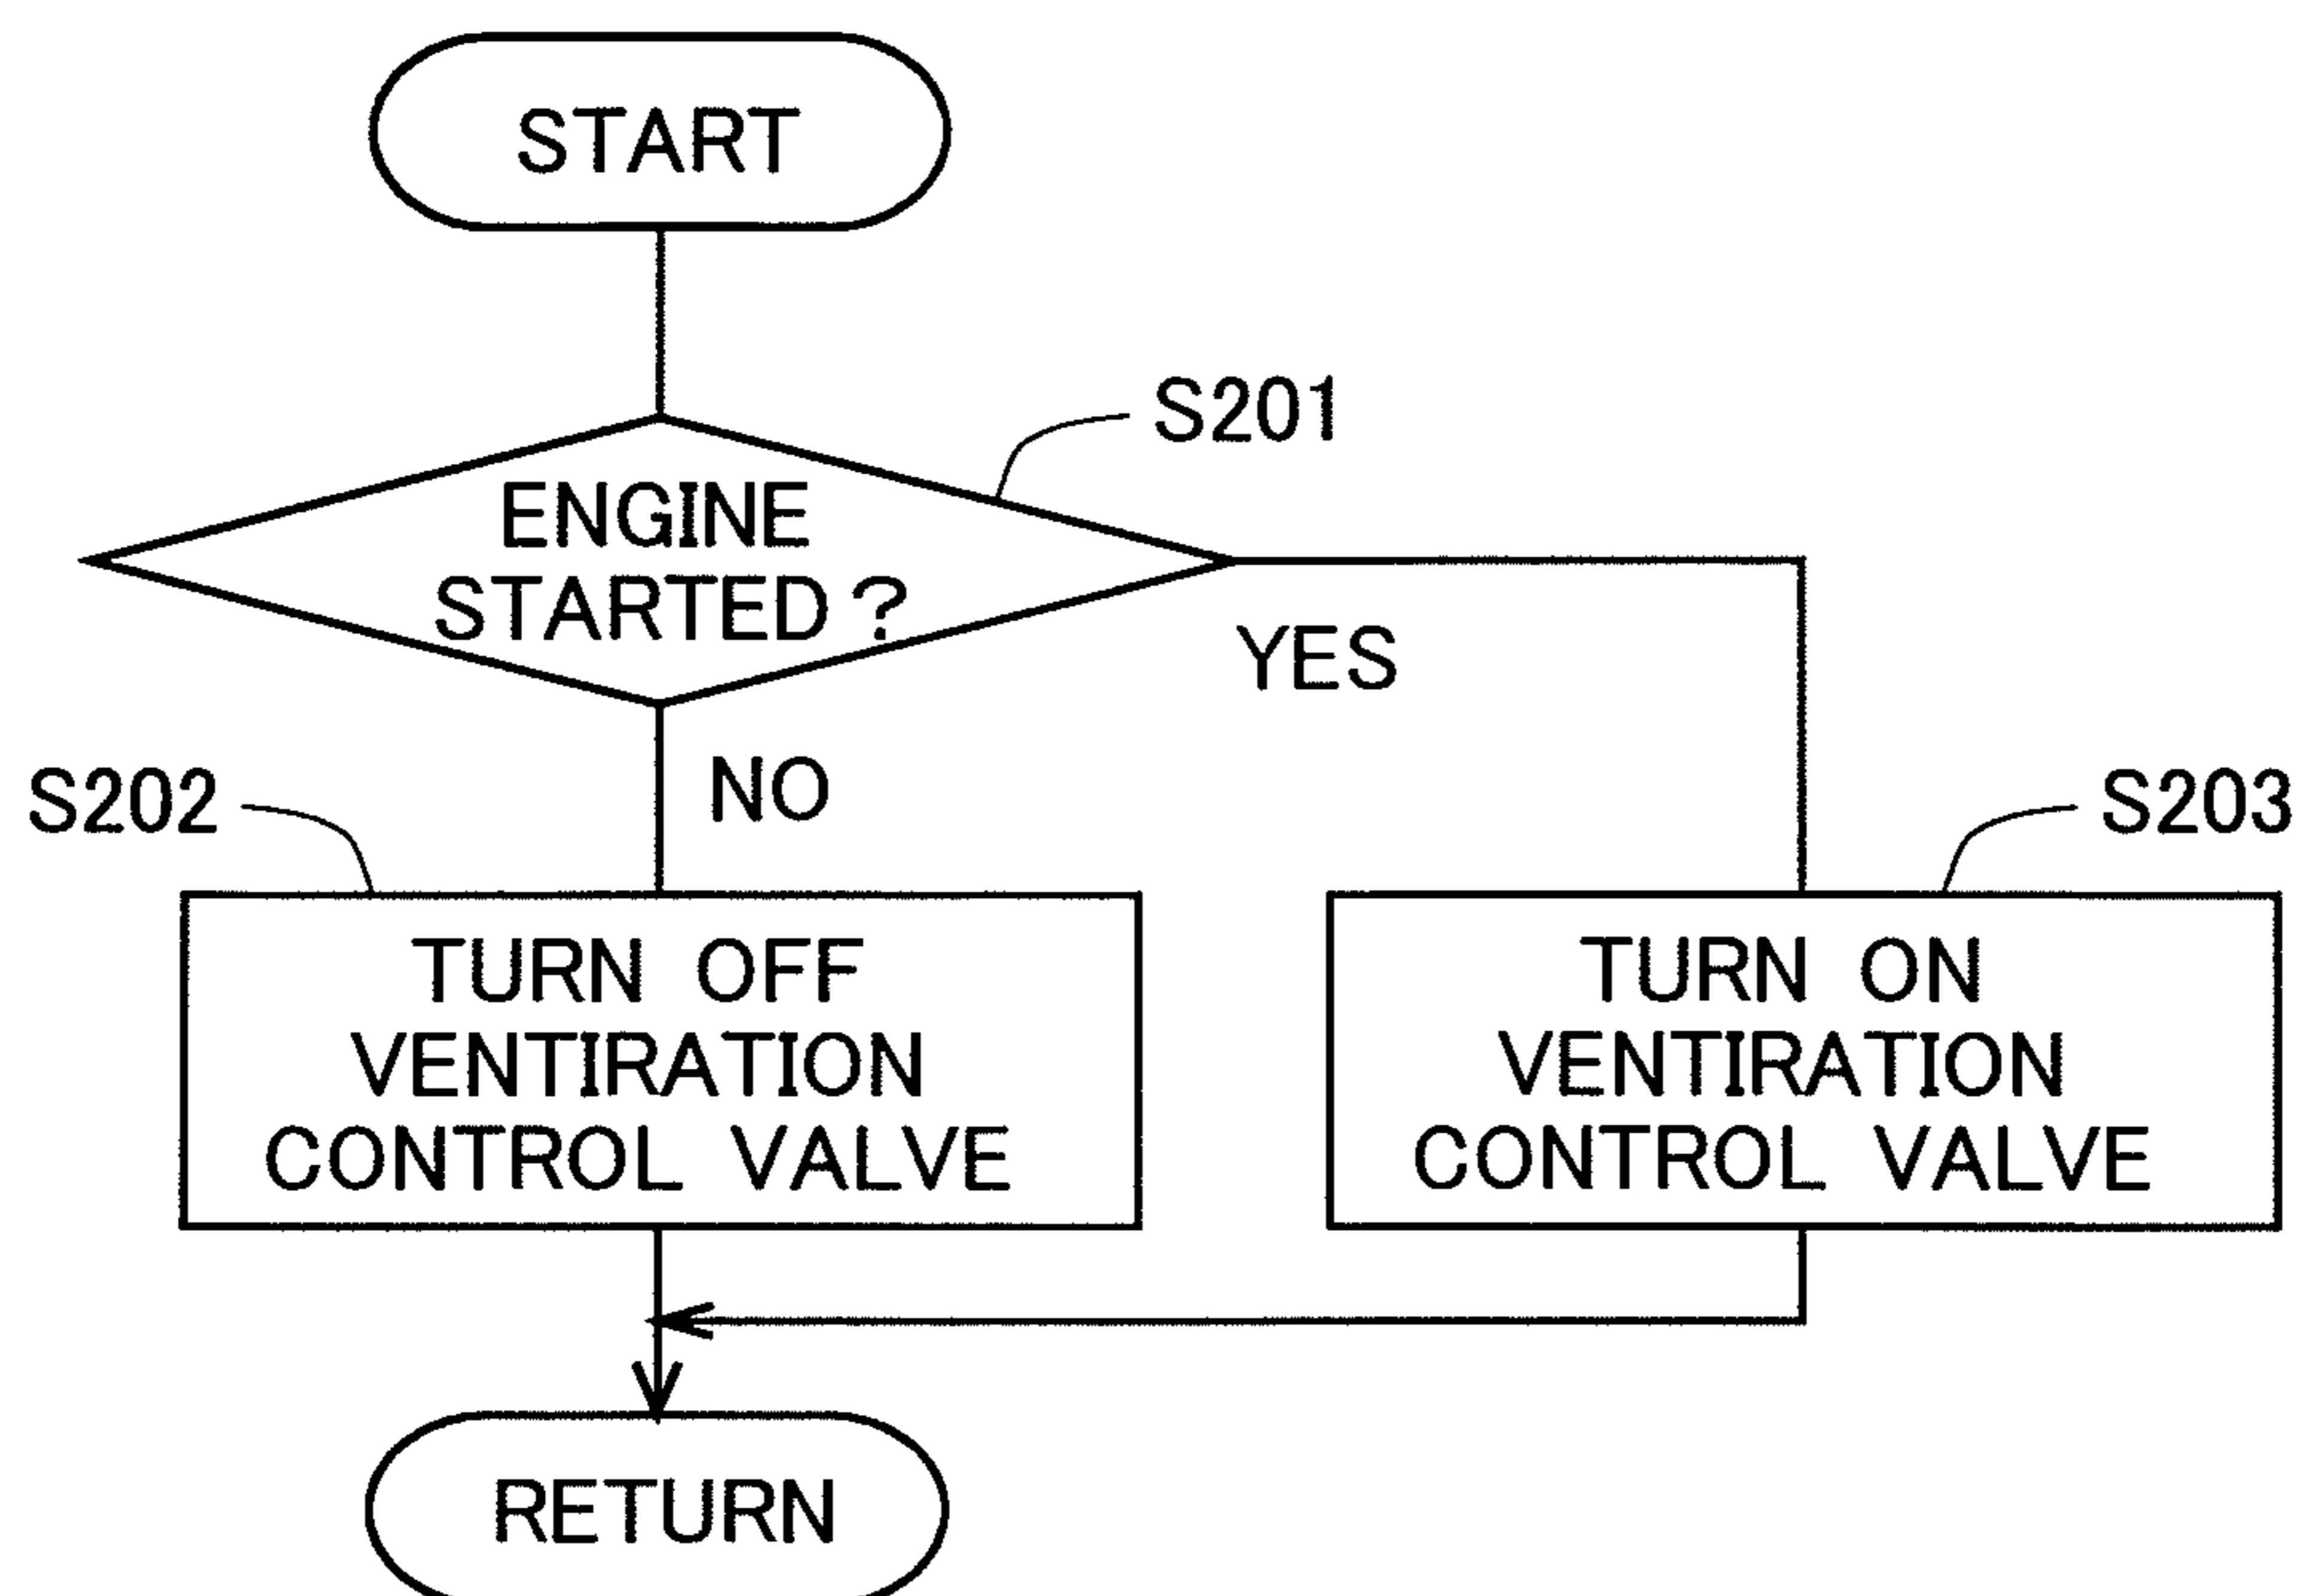 START
S201
ENGINE
STARTED?
YES
NO
S202
S203
TURN OFF
VENTIRATION
CONTROL VALVE
TURN ON
VENTIRATION
CONTROL VALVE
RETURN